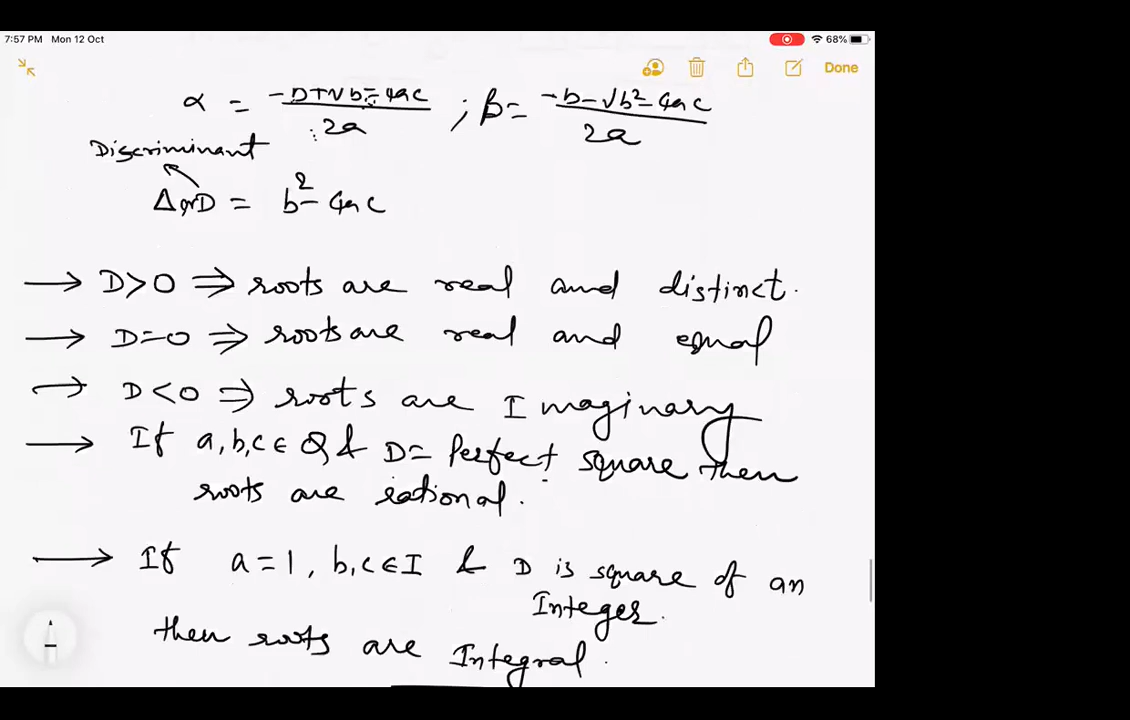 7:57 PM Mon 12 Oct
68%
Done
α = -b+√b²-4ac / 2a ; β = -b-√b²-4ac / 2a
Discriminant
Δ or D = b²-4ac
→ D>0 ⇒ roots are real and distinct.
→ D=0 ⇒ roots are real and equal
→ D<0 ⇒ roots are Imaginary
→ If a,b,c ∈ Q & D= Perfect square then
roots are rational.
→ If a=1, b,c ∈ I & D is square of an
Integer.
then roots are Integral.